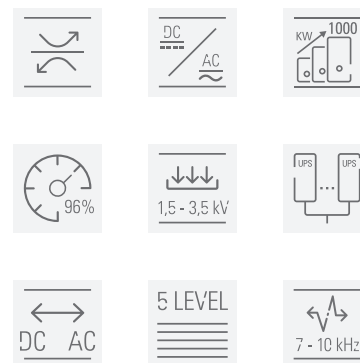 DC
AC
KW 1000
96%
1,5 - 3,5 kV
UPS ... UPS
DC AC
5 LEVEL
7 - 10 kHz